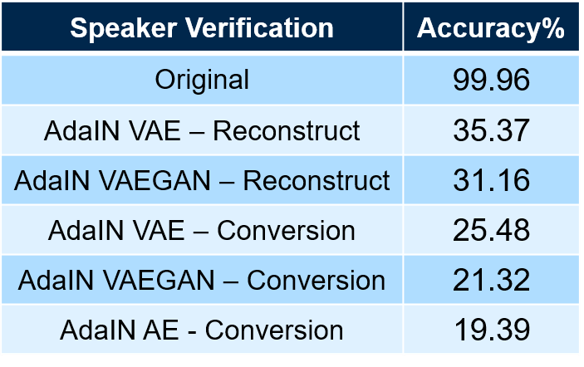 Speaker Verification Accuracy%
Original 99.96
AdaIN VAE – Reconstruct 35.37
AdaIN VAEGAN – Reconstruct 31.16
AdaIN VAE – Conversion 25.48
AdaIN VAEGAN – Conversion 21.32
AdaIN AE - Conversion 19.39